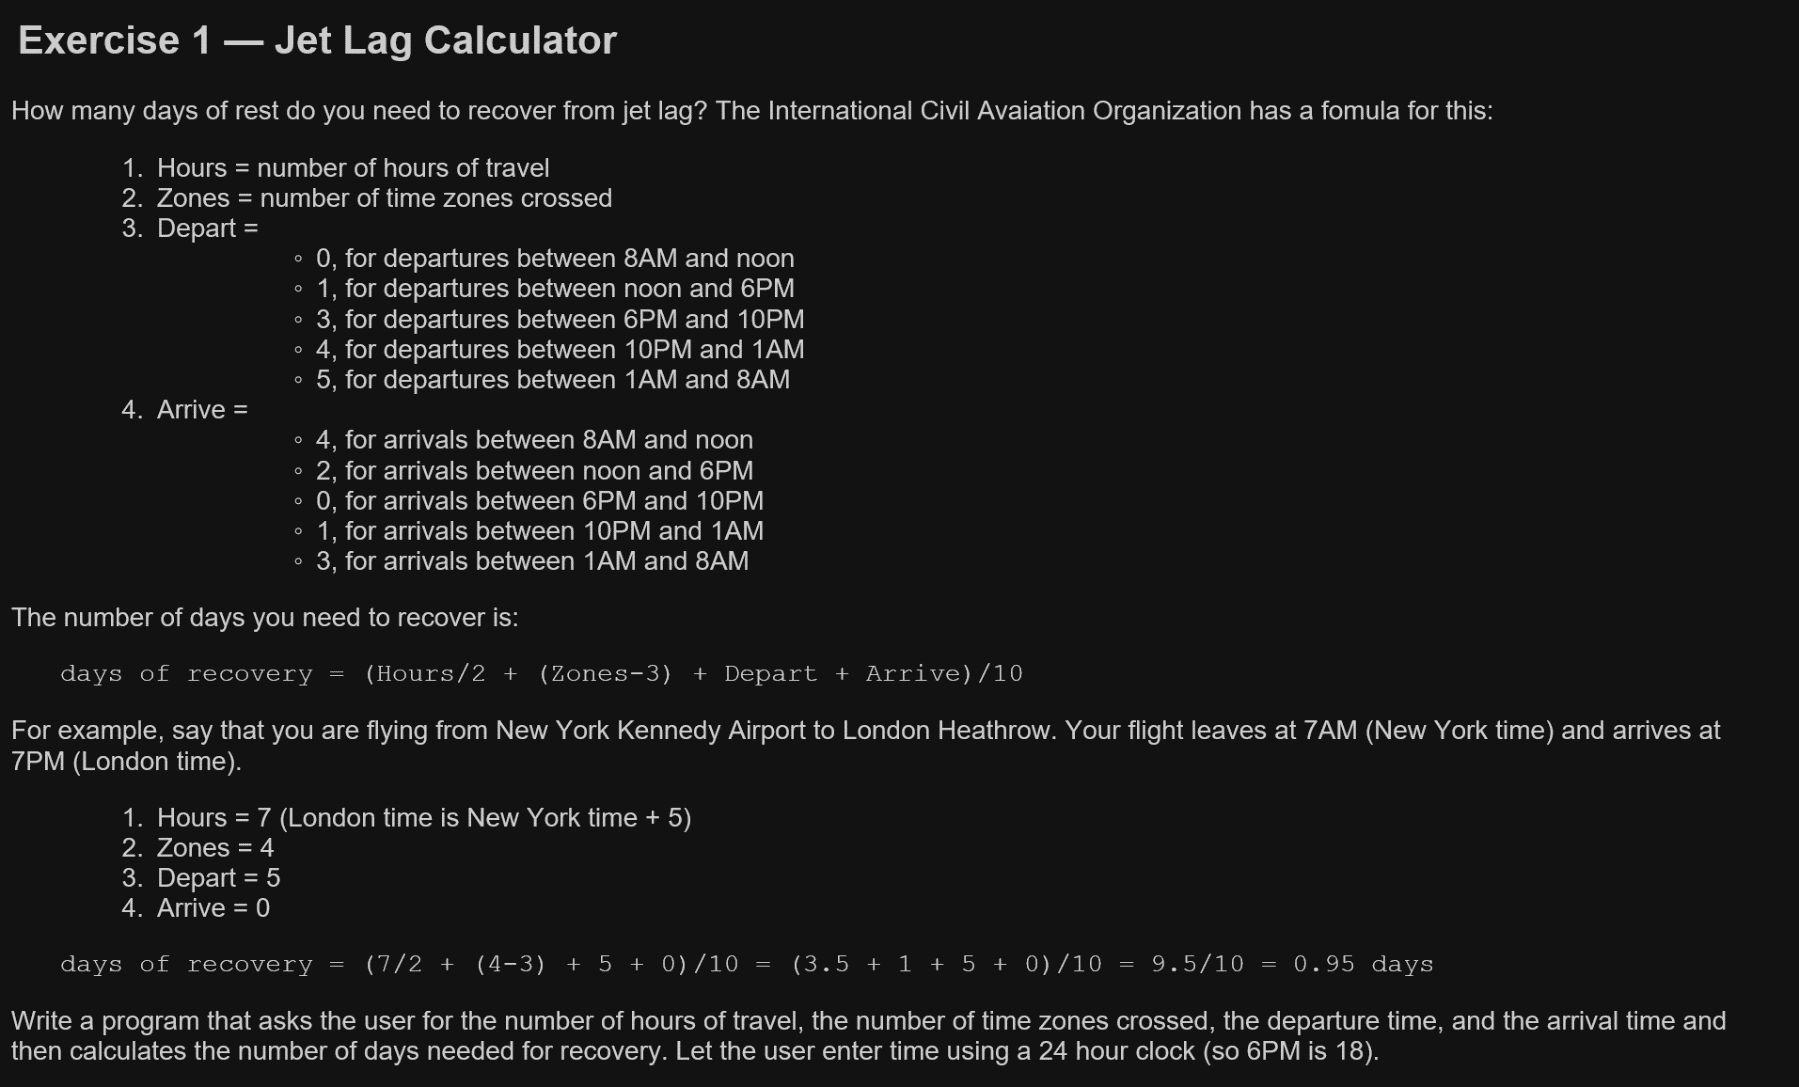 Exercise 1 — Jet Lag Calculator
How many days of rest do you need to recover from jet lag? The International Civil Avaiation Organization has a fomula for this:
1. Hours = number of hours of travel
2. Zones = number of time zones crossed
3. Depart =
◦ 0, for departures between 8AM and noon
◦ 1, for departures between noon and 6PM
◦ 3, for departures between 6PM and 10PM
◦ 4, for departures between 10PM and 1AM
◦ 5, for departures between 1AM and 8AM
4. Arrive =
◦ 4, for arrivals between 8AM and noon
◦ 2, for arrivals between noon and 6PM
◦ 0, for arrivals between 6PM and 10PM
◦ 1, for arrivals between 10PM and 1AM
◦ 3, for arrivals between 1AM and 8AM
The number of days you need to recover is:
days of recovery = (Hours/2 + (Zones-3) + Depart + Arrive)/10
For example, say that you are flying from New York Kennedy Airport to London Heathrow. Your flight leaves at 7AM (New York time) and arrives at
7PM (London time).
1. Hours = 7 (London time is New York time + 5)
2. Zones = 4
3. Depart = 5
4. Arrive = 0
days of recovery = (7/2 + (4-3) + 5 + 0)/10 = (3.5 + 1 + 5 + 0)/10 = 9.5/10 = 0.95 days
Write a program that asks the user for the number of hours of travel, the number of time zones crossed, the departure time, and the arrival time and
then calculates the number of days needed for recovery. Let the user enter time using a 24 hour clock (so 6PM is 18).